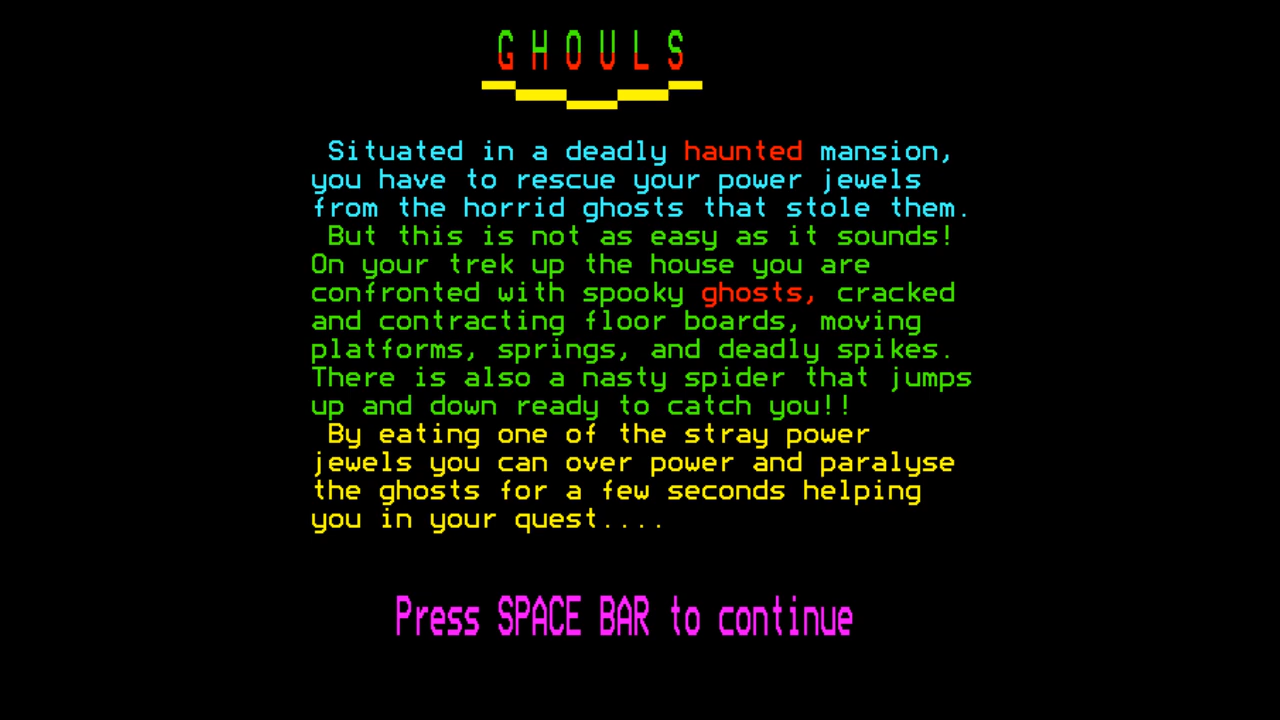 G H O U L S
Situated in a deadly haunted mansion,
you have to rescue your power jewels
from the horrid ghosts that stole them.
But this is not as easy as it sounds!
On your trek up the house you are
confronted with spooky ghosts, cracked
and contracting floor boards, moving
platforms, springs, and deadly spikes.
There is also a nasty spider that jumps
up and down ready to catch you!!
By eating one of the stray power
jewels you can over power and paralyse
the ghosts for a few seconds helping
you in your quest....
Press SPACE BAR to continue